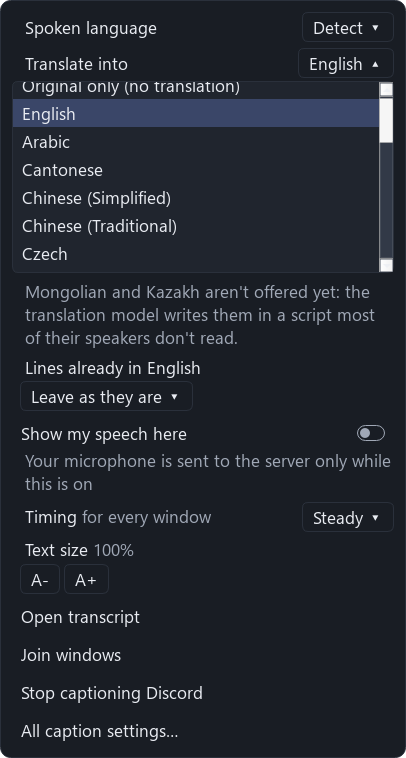 Spoken language
Detect
Translate into
English
Original only (no translation)
English
Arabic
Cantonese
Chinese (Simplified)
Chinese (Traditional)
Czech
Mongolian and Kazakh aren't offered yet: the
translation model writes them in a script most
of their speakers don't read.
Lines already in English
Leave as they are
Show my speech here
Your microphone is sent to the server only while
this is on
Timing for every window
Steady
Text size 100%
A-
A+
Open transcript
Join windows
Stop captioning Discord
All caption settings...